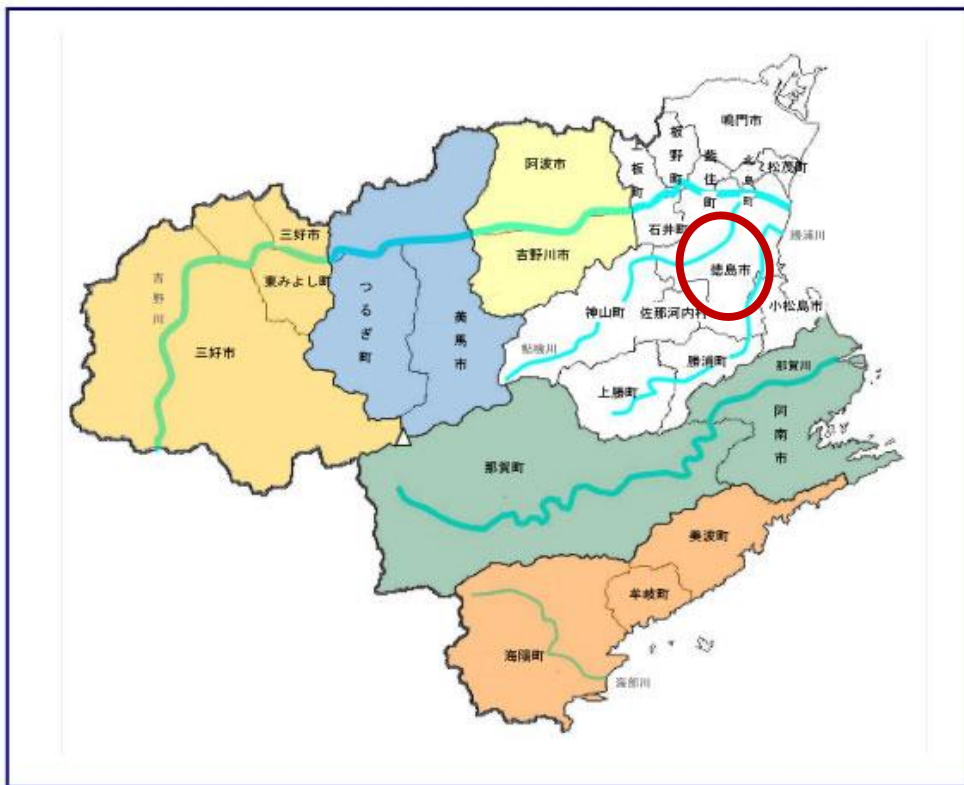 鳴門市
板野町
藍住町
北島町
松茂町
上板町
阿波市
石井町
勝浦川
三好市
吉野川市
徳島市
東みよし町
吉野川
つるぎ町
美馬市
神山町
佐那河内村
小松島市
三好市
鮎喰川
勝浦町
上勝町
那賀川
阿南市
那賀町
美波町
牟岐町
海陽町
海部川